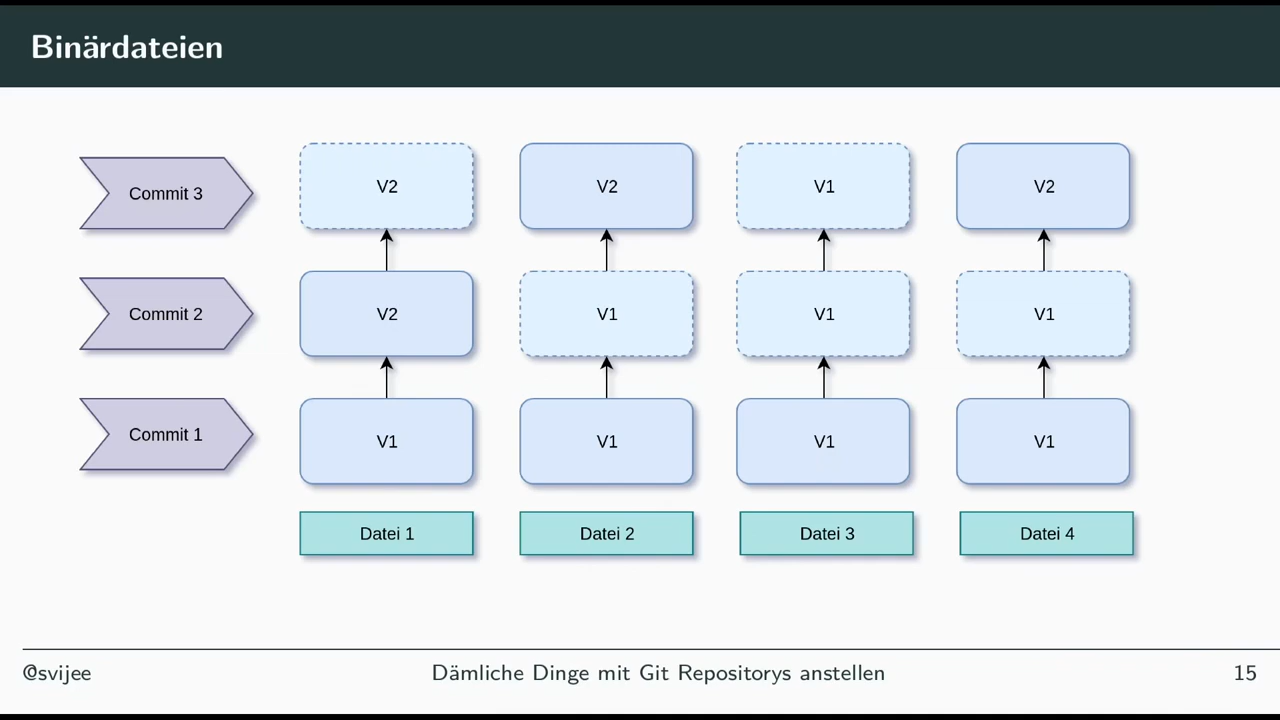 Binärdateien
Commit 3
V2
V2
V1
V2
Commit 2
V2
V1
V1
V1
Commit 1
V1
V1
V1
V1
Datei 1
Datei 2
Datei 3
Datei 4
@svijee
Dämliche Dinge mit Git Repositorys anstellen
15